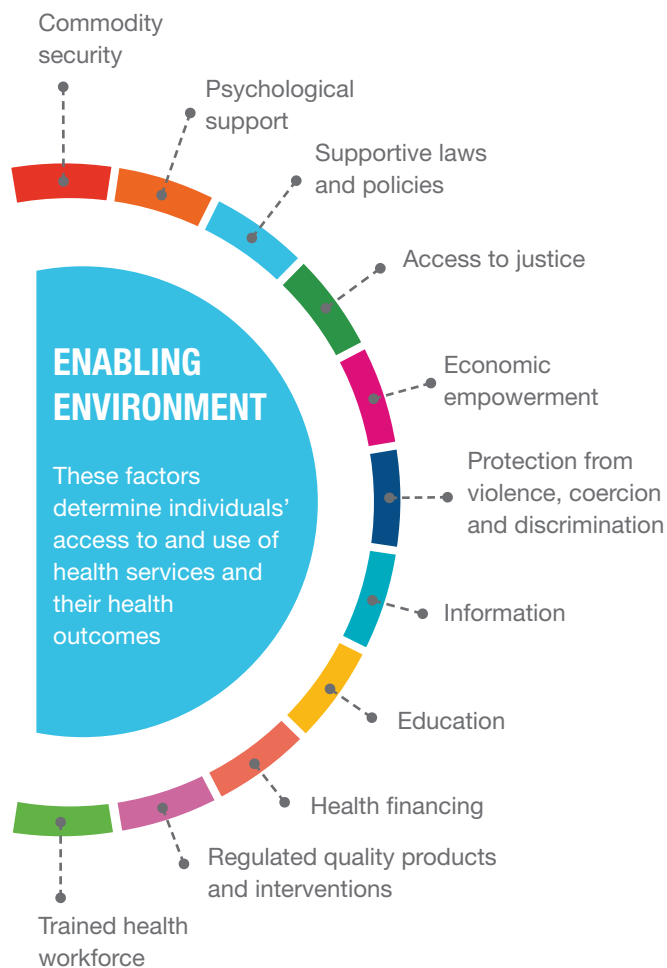 Commodity
security
Psychological
support
Supportive laws
and policies
Access to justice
Economic
empowerment
Protection from
violence, coercion
and discrimination
Information
Education
Health financing
Regulated quality products
and interventions
Trained health
workforce
ENABLING
ENVIRONMENT
These factors
determine individuals’
access to and use of
health services and
their health
outcomes